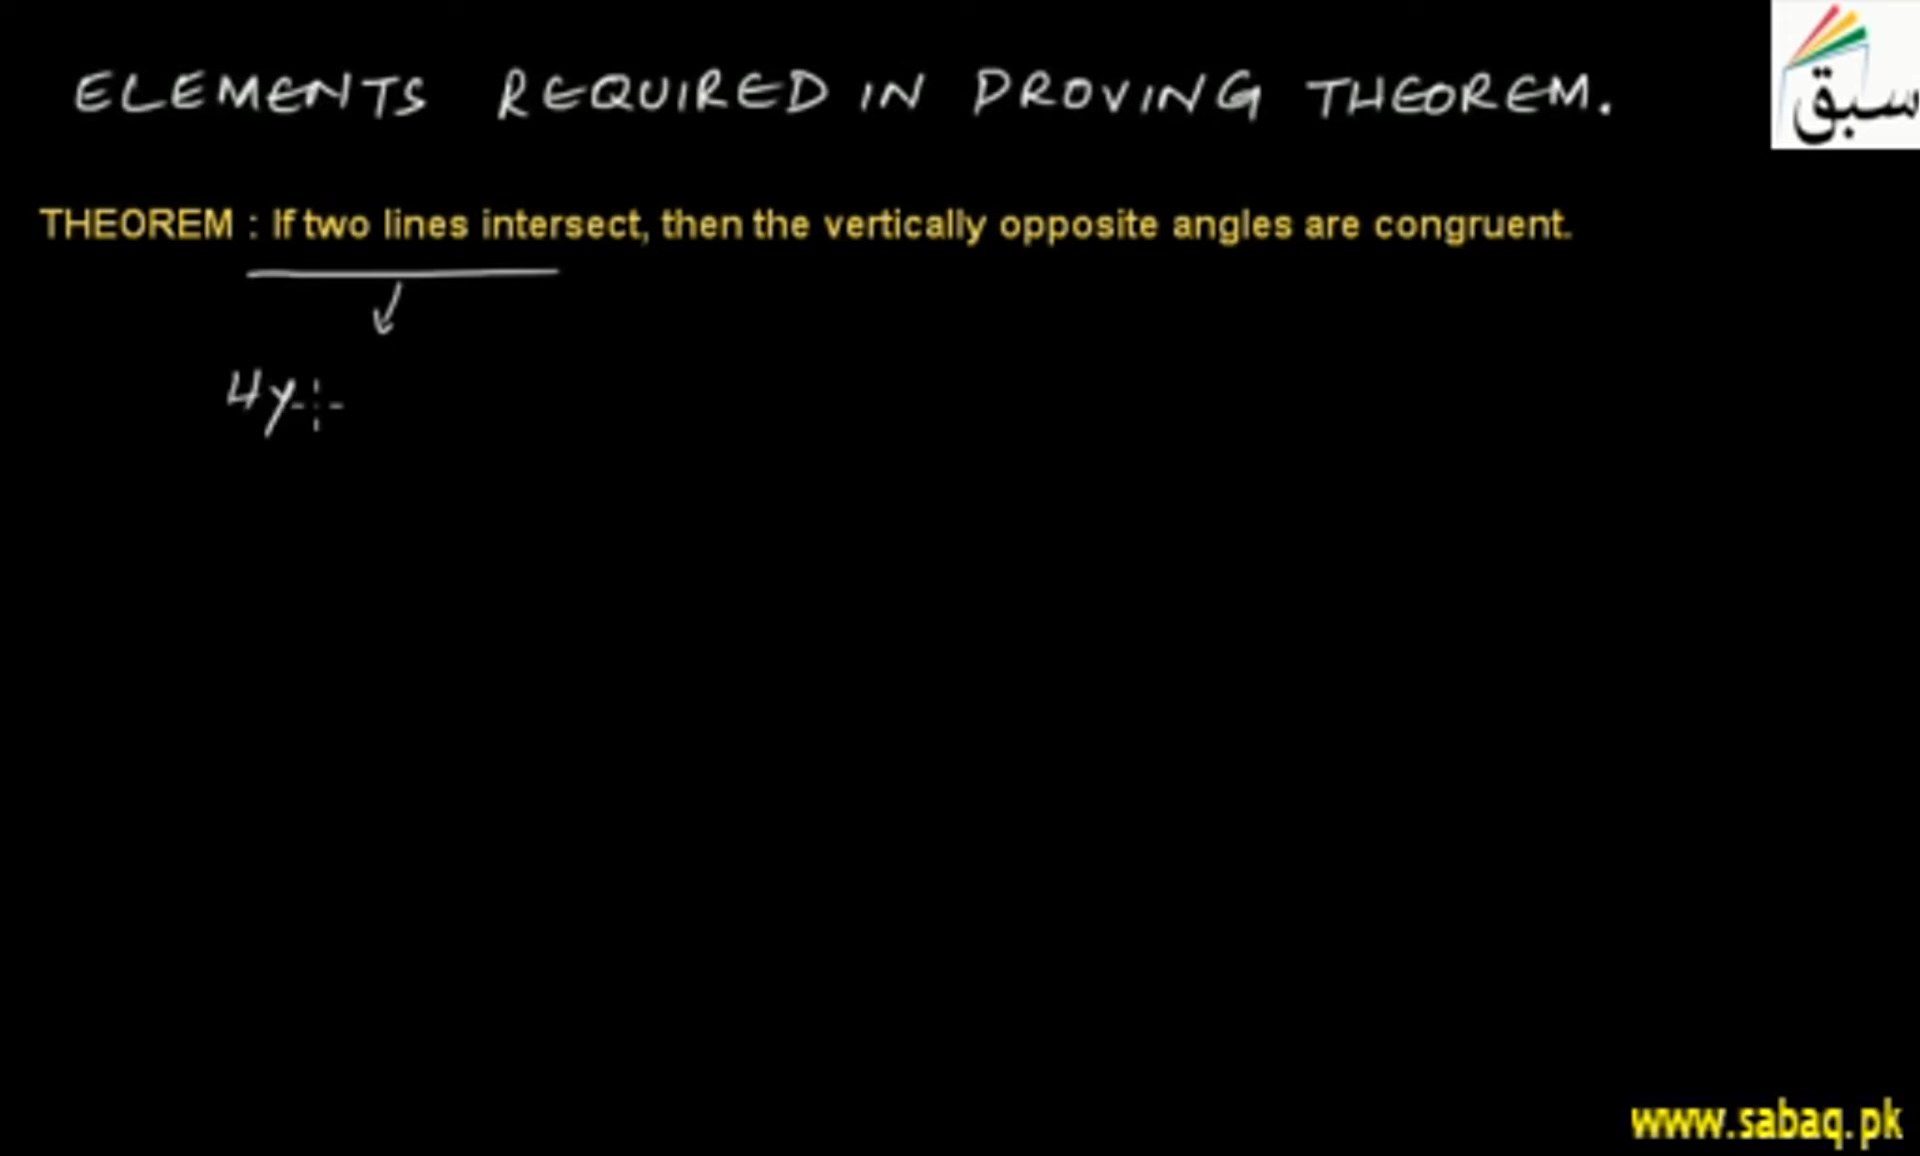 ELEMENTS REQUIRED IN PROVING THEOREM.
سبق
THEOREM : If two lines intersect, then the vertically opposite angles are congruent.
Hy
www.sabaq.pk